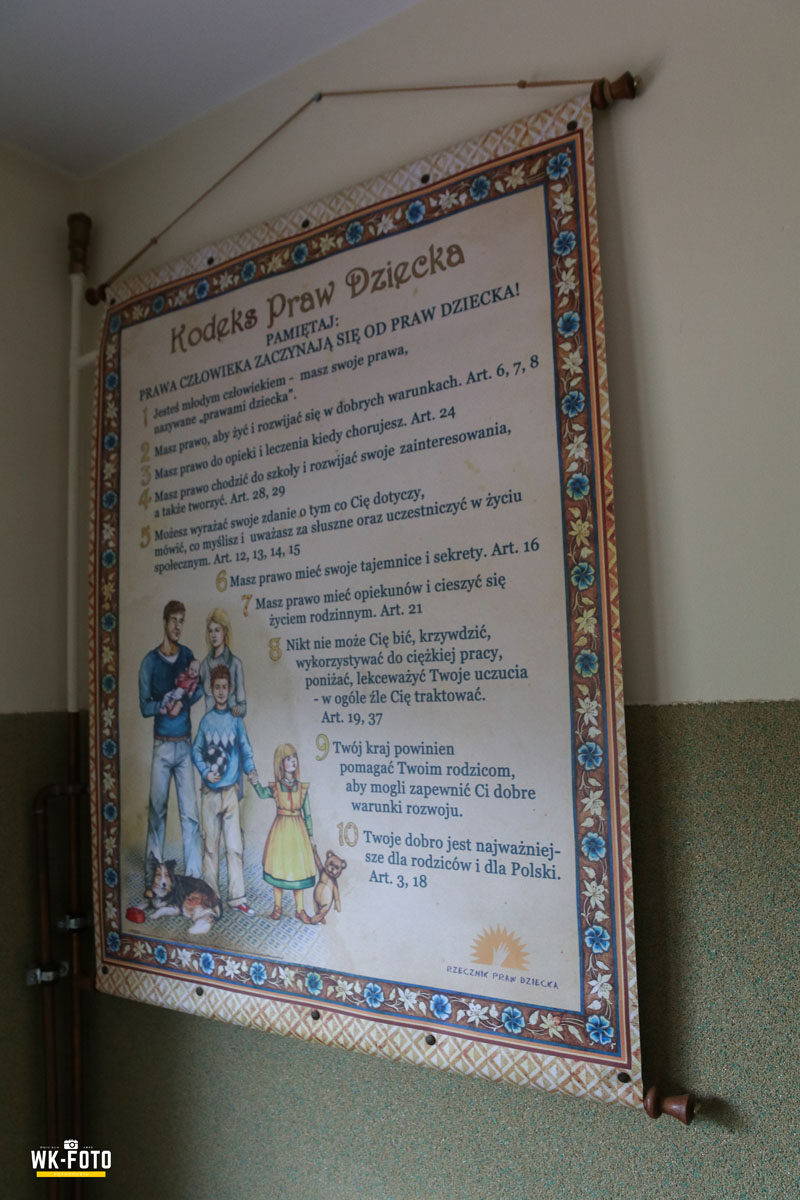 Kodeks Praw Dziecka
PAMIĘTAJ:
PRAWA CZŁOWIEKA ZACZYNAJĄ SIĘ OD PRAW DZIECKA!
1 Jesteś młodym człowiekiem - masz swoje prawa,
nazywane „prawami dziecka”.
2 Masz prawo, aby żyć i rozwijać się w dobrych warunkach. Art. 6, 7, 8
3 Masz prawo do opieki i leczenia kiedy chorujesz. Art. 24
4 Masz prawo chodzić do szkoły i rozwijać swoje zainteresowania,
a także tworzyć. Art. 28, 29
5 Możesz wyrażać swoje zdanie o tym co Cię dotyczy,
mówić, co myślisz i uważasz za słuszne oraz uczestniczyć w życiu
społecznym. Art. 12, 13, 14, 15
6 Masz prawo mieć swoje tajemnice i sekrety. Art. 16
7 Masz prawo mieć opiekunów i cieszyć się
życiem rodzinnym. Art. 21
8 Nikt nie może Cię bić, krzywdzić,
wykorzystywać do ciężkiej pracy,
poniżać, lekceważyć Twoje uczucia
- w ogóle źle Cię traktować.
Art. 19, 37
9 Twój kraj powinien
pomagać Twoim rodzicom,
aby mogli zapewnić Ci dobre
warunki rozwoju.
10 Twoje dobro jest najważniej-
sze dla rodziców i dla Polski.
Art. 3, 18
RZECZNIK PRAW DZIECKA
WK-FOTO